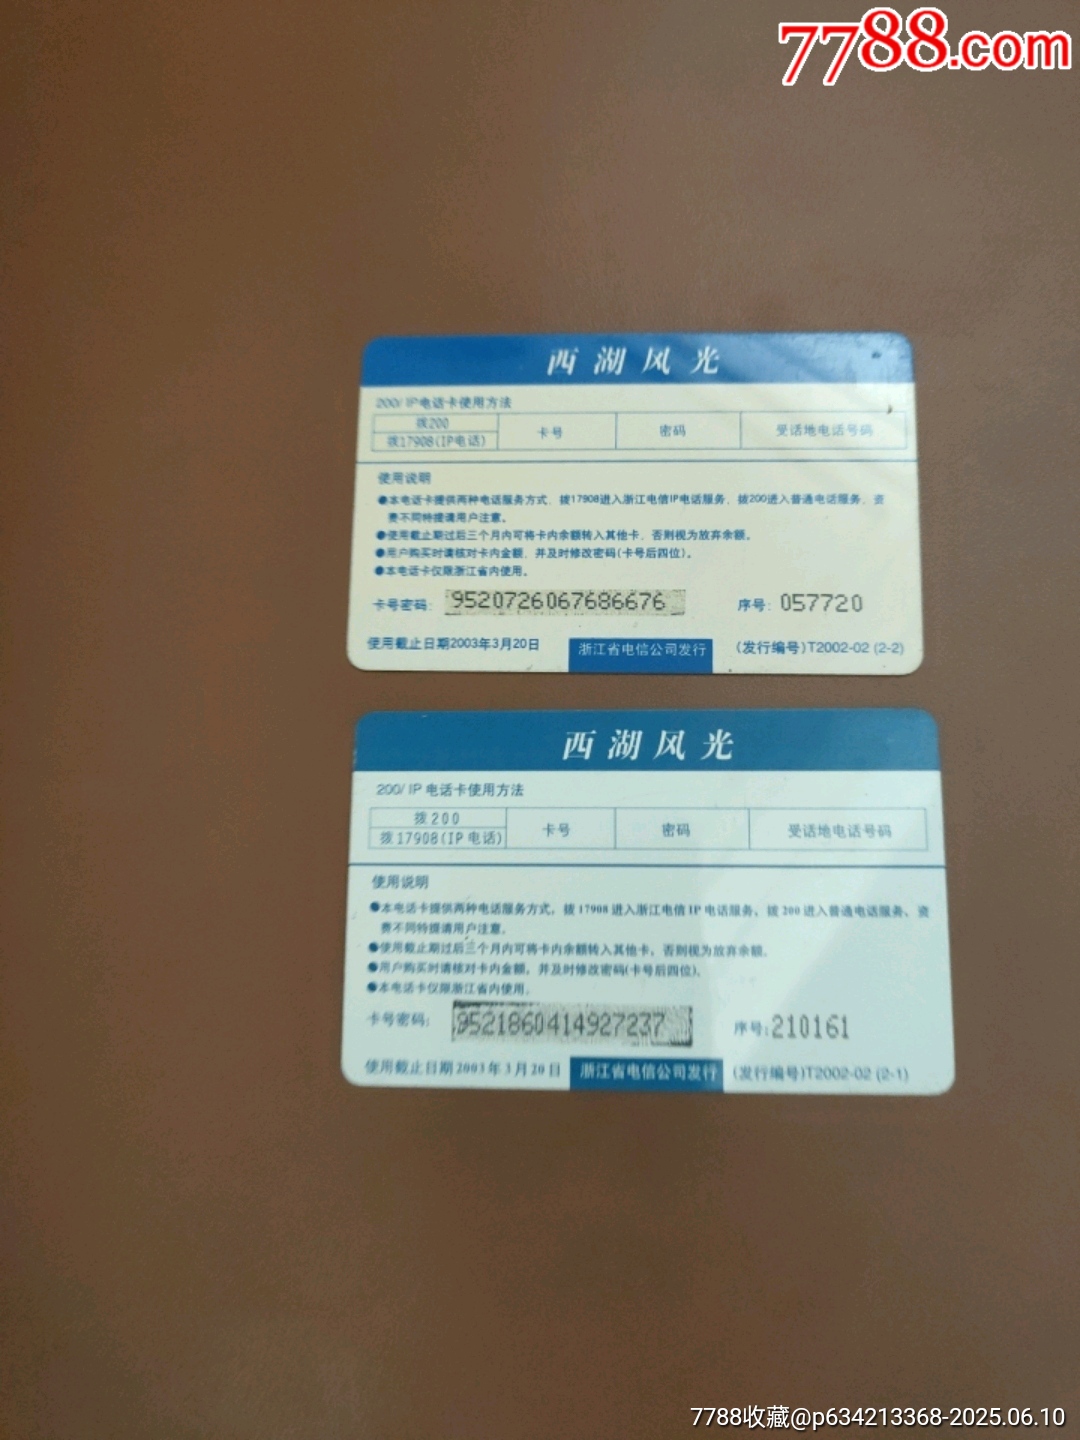 7788.com
西湖风光
200/IP电话卡使用方法
拨200
拨17908(IP电话)
卡号
密码
受话地电话号码
使用说明
●本电话卡提供两种电话服务方式．拨17908进入浙江电信IP电话服务．拨200进入普通电话服务．资
费不同特提请用户注意。
●使用截止期过后三个月内可将卡内余额转入其他卡．否则视为放弃余额。
●用户购买时请核对卡内金额．并及时修改密码(卡号后四位)。
●本电话卡仅限浙江省内使用。
卡号密码: 9520726067686676 序号: 057720
使用截止日期2003年3月20日 浙江省电信公司发行 (发行编号)T2002-02 (2-2)
西湖风光
200/IP 电话卡使用方法
拨200
拨17908(IP电话)
卡号
密码
受话地电话号码
使用说明
●本电话卡提供两种电话服务方式，拨 17908 进入浙江电信 IP 电话服务，拨 200 进入普通电话服务，资
费不同特提请用户注意。
●使用截止期过后三个月内可将卡内余额转入其他卡，否则视为放弃余额．
●用户购买时请核对卡内金额，并及时修改密码(卡号后四位)。
●本电话卡仅限浙江省内使用．
卡号密码: 9521860414927237 序号:210161
使用截止日期2003年3月20日 浙江省电信公司发行 (发行编号)T2002-02 (2-1)
7788收藏@p634213368-2025.06.10